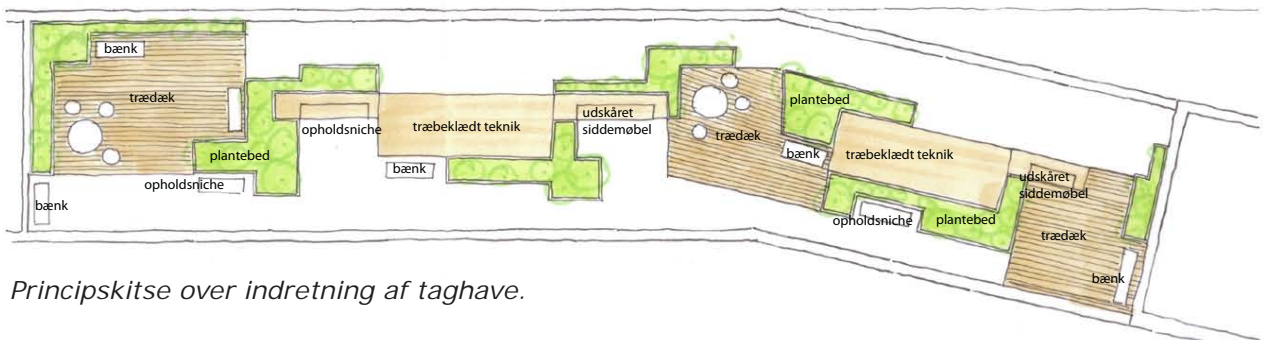 bænk
trædæk
plantebed
opholdsniche
bænk
opholdsniche
træbeklædt teknik
bænk
udskåret
siddemøbel
trædæk
plantebed
bænk
træbeklædt teknik
opholdsniche
plantebed
udskåret
siddemøbel
trædæk
bænk
Principskitse over indretning af taghave.